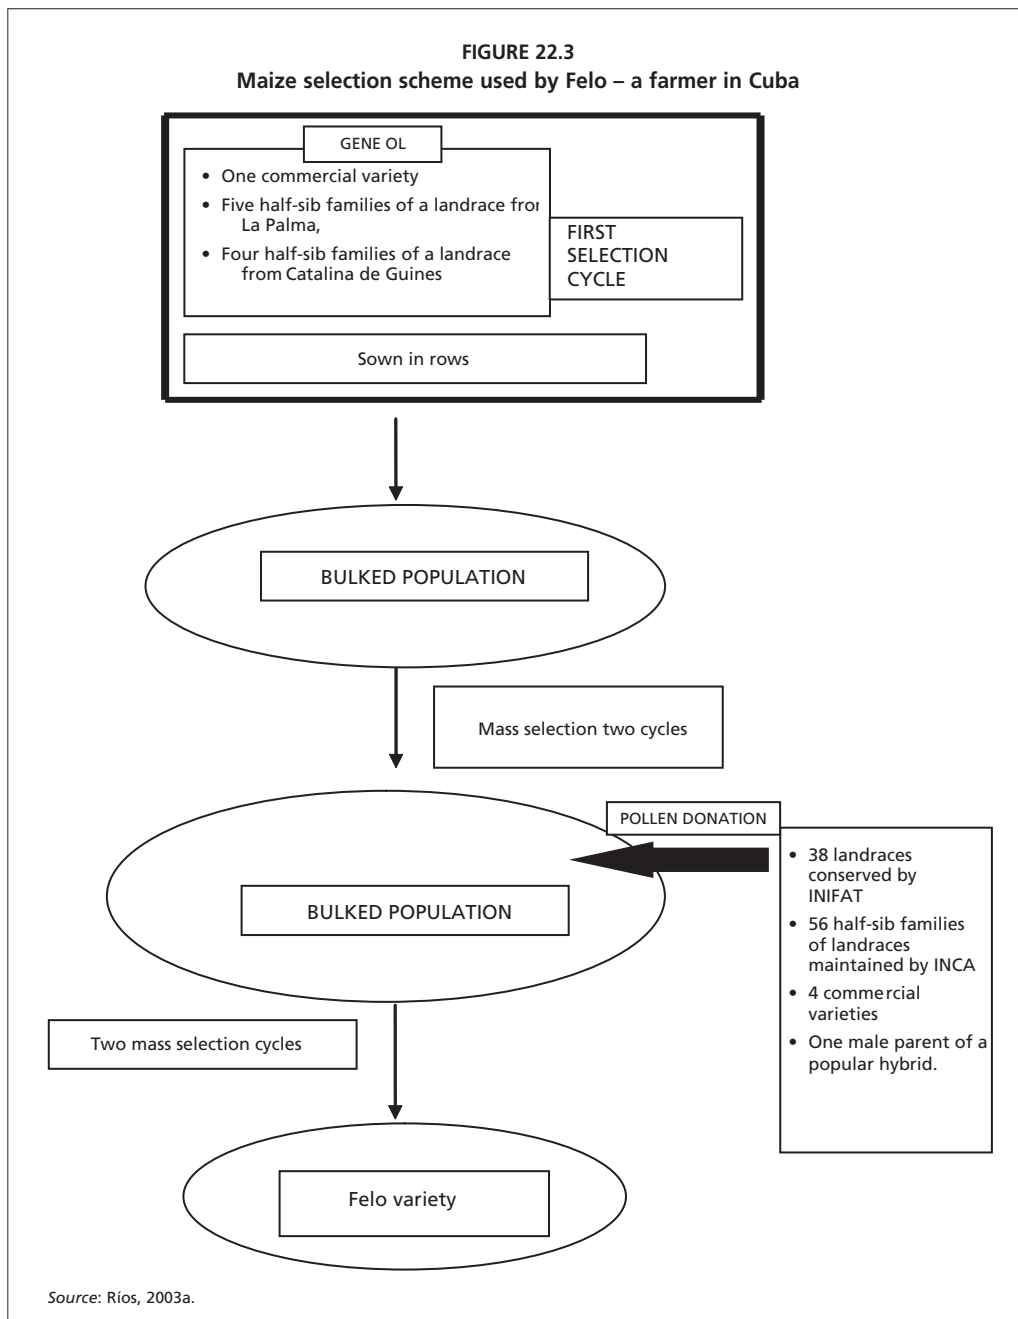 FIGURE 22.3
Maize selection scheme used by Felo – a farmer in Cuba
GENE OL
• One commercial variety
• Five half-sib families of a landrace fror
La Palma,
• Four half-sib families of a landrace
from Catalina de Guines
FIRST
SELECTION
CYCLE
Sown in rows
BULKED POPULATION
Mass selection two cycles
POLLEN DONATION
• 38 landraces
conserved by
INIFAT
• 56 half-sib families
of landraces
maintained by INCA
• 4 commercial
varieties
• One male parent of a
popular hybrid.
BULKED POPULATION
Two mass selection cycles
Felo variety
Source: Ríos, 2003a.